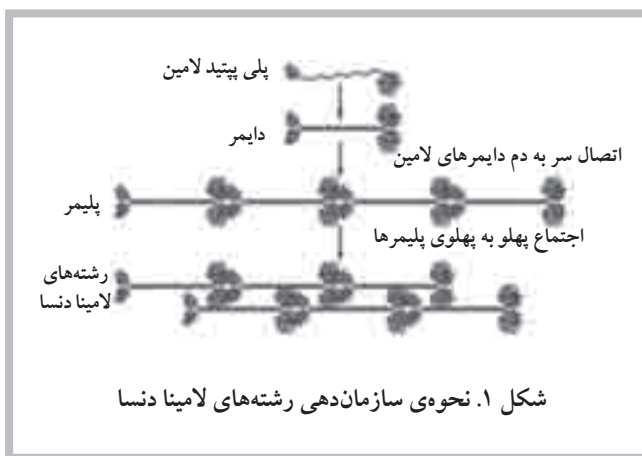 پلی پپتید لامین
دایمر
اتصال سر به دم دایمرهای لامین
پلیمر
اجتماع پهلو به پهلوی پلیمرها
رشته‌های
لامینا دنسا
شکل ۱. نحوه‌ی سازمان‌دهی رشته‌های لامینا دنسا